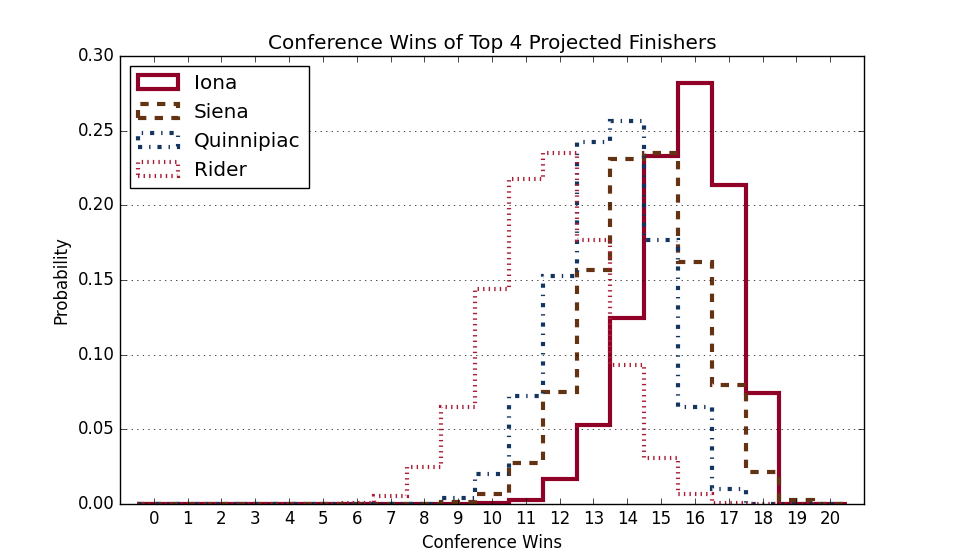 Conference Wins of Top 4 Projected Finishers
Iona
Siena
Quinnipiac
Rider
0.30
0.25
0.20
0.15
0.10
0.05
0.00
Probability
0 1 2 3 4 5 6 7 8 9 10 11 12 13 14 15 16 17 18 19 20
Conference Wins